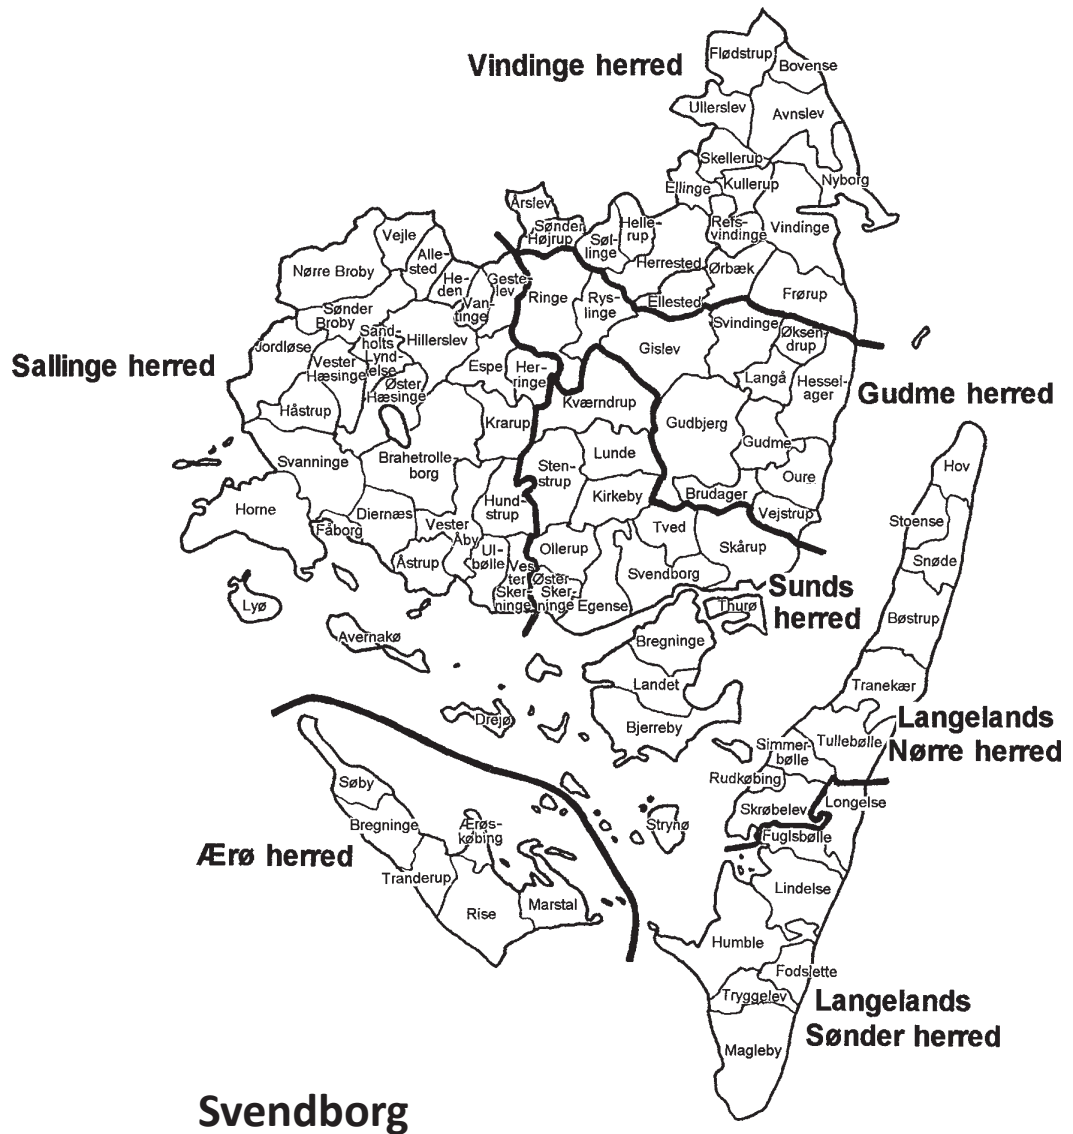 Vindinge herred
Flødstrup
Bovense
Ullerslev
Avnslev
Skellerup
Ellinge
Kullerup
Nyborg
Årslev
Sønder
Højrup
Søl-
linge
Helle-
rup
Refs-
vindinge
Vindinge
Herrested
Ørbæk
Ellested
Frørup
Vejle
Alle-
sted
Nørre Broby
He-
den
Geste-
lev
Van-
tinge
Ringe
Rys-
linge
Sønder
Broby
Sand-
holts
Lynd-
else
Hillerslev
Jordløse
Vester
Hæsinge
Øster
Hæsinge
Espe
Her-
ringe
Sallinge herred
Håstrup
Krarup
Svanninge
Brahetrolle-
borg
Hund-
strup
Horne
Diernæs
Fåborg
Vester
Åby
Åstrup
Ul-
bølle
Ves-
ter
Sker-
ninge
Svindinge
Øksen-
drup
Gislev
Langå
Hessel-
ager
Gudme herred
Gudbjerg
Gudme
Oure
Brudager
Vejstrup
Kværndrup
Sten-
strup
Lunde
Kirkeby
Tved
Skårup
Ollerup
Øster-
Sker-
ninge
Egense
Svendborg
Sunds
herred
Thurø
Bregninge
Landet
Bjerreby
Lyø
Avernakø
Drejø
Hov
Stoense
Snøde
Bøstrup
Tranekær
Langelands
Nørre herred
Tullebølle
Simmer-
bølle
Rudkøbing
Skrøbelev
Longelse
Fuglsbølle
Strynø
Søby
Bregninge
Ærøs-
købing
Ærø herred
Tranderup
Rise
Marstal
Lindelse
Humble
Fodslette
Tryggelev
Langelands
Sønder herred
Magleby
Svendborg